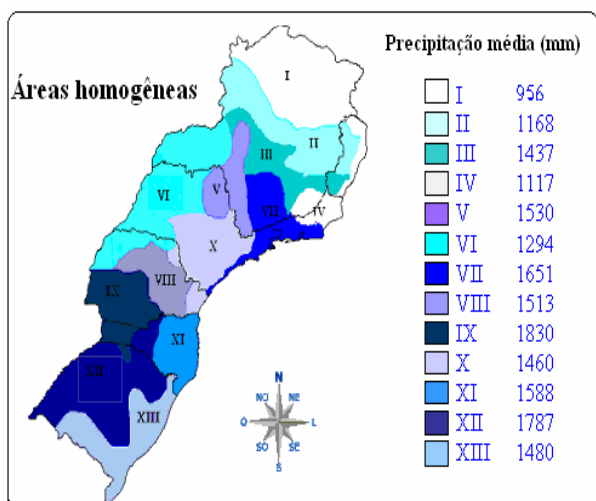 Áreas homogêneas
Precipitação média (mm)
I 956
II 1168
III 1437
IV 1117
V 1530
VI 1294
VII 1651
VIII 1513
IX 1830
X 1460
XI 1588
XII 1787
XIII 1480
I
II
III
IV
V
VI
VII
VIII
IX
X
XI
XII
XIII
N
NO NE
O L
SO SE
S